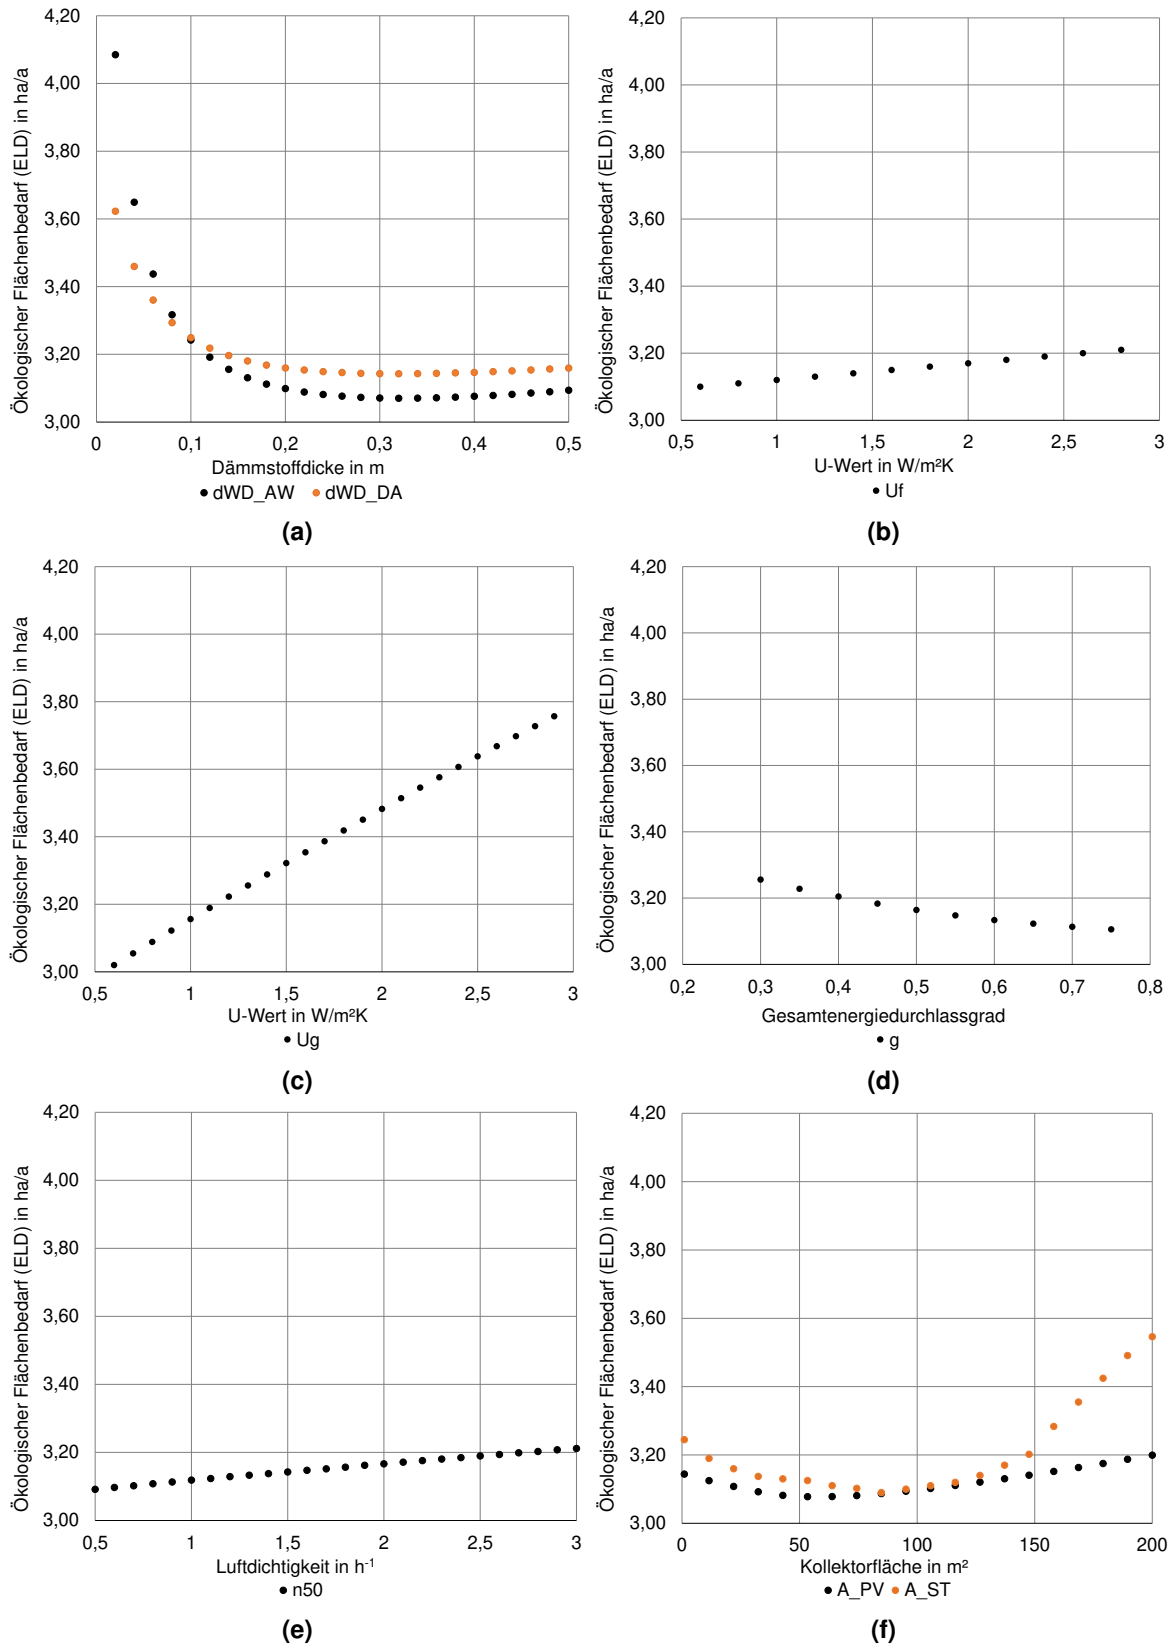 Ökologischer Flächenbedarf (ELD) in ha/a
4,20
4,00
3,80
3,60
3,40
3,20
3,00
0 0,1 0,2 0,3 0,4 0,5
Dämmstoffdicke in m
dWD_AW dWD_DA
(a)
Ökologischer Flächenbedarf (ELD) in ha/a
4,20
4,00
3,80
3,60
3,40
3,20
3,00
0,5 1 1,5 2 2,5 3
U-Wert in W/m²K
Uf
(b)
Ökologischer Flächenbedarf (ELD) in ha/a
4,20
4,00
3,80
3,60
3,40
3,20
3,00
0,5 1 1,5 2 2,5 3
U-Wert in W/m²K
Ug
(c)
Ökologischer Flächenbedarf (ELD) in ha/a
4,20
4,00
3,80
3,60
3,40
3,20
3,00
0,2 0,3 0,4 0,5 0,6 0,7 0,8
Gesamtenergiedurchlassgrad
g
(d)
Ökologischer Flächenbedarf (ELD) in ha/a
4,20
4,00
3,80
3,60
3,40
3,20
3,00
0,5 1 1,5 2 2,5 3
Luftdichtigkeit in h⁻¹
n50
(e)
Ökologischer Flächenbedarf (ELD) in ha/a
4,20
4,00
3,80
3,60
3,40
3,20
3,00
0 50 100 150 200
Kollektorfläche in m²
A_PV A_ST
(f)